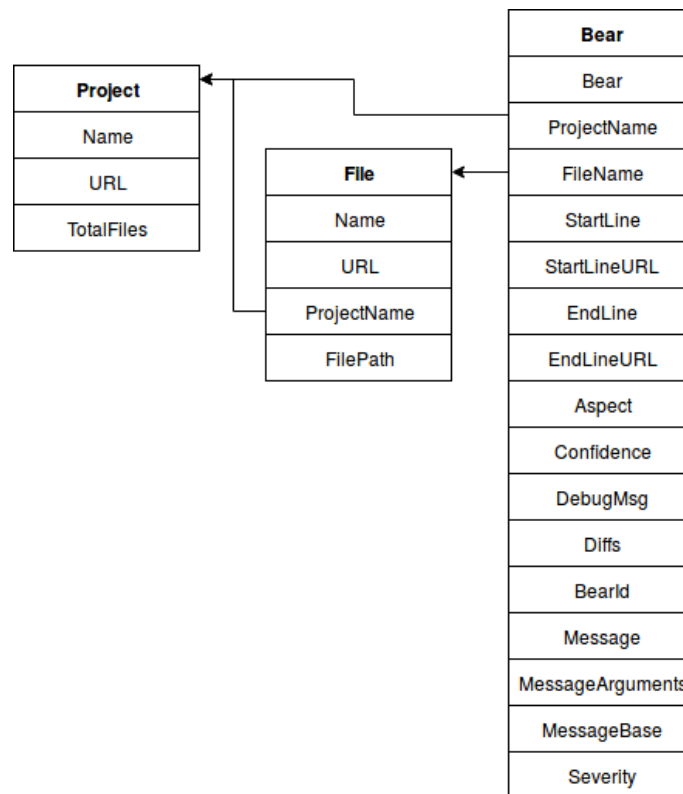 Project
Name
URL
TotalFiles
File
Name
URL
ProjectName
FilePath
Bear
Bear
ProjectName
FileName
StartLine
StartLineURL
EndLine
EndLineURL
Aspect
Confidence
DebugMsg
Diffs
BearId
Message
MessageArguments
MessageBase
Severity